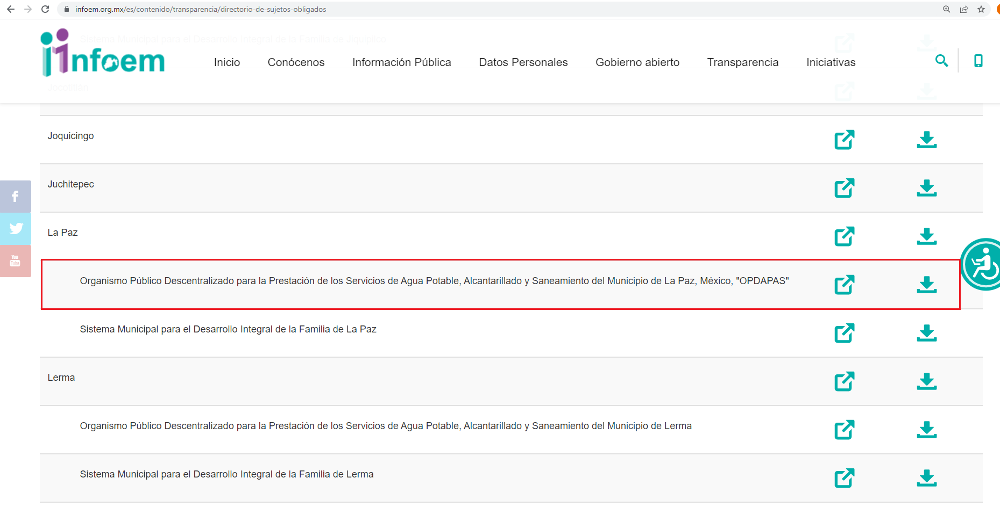 infoem.org.mx/es/contenido/transparencia/directorio-de-sujetos-obligados
Sistema Municipal para el Desarrollo Integral de la Familia de Jiquipilco
infoem
Inicio Conócenos Información Pública Datos Personales Gobierno abierto Transparencia Iniciativas
Jocotitlán
Joquicingo
Juchitepec
La Paz
Organismo Público Descentralizado para la Prestación de los Servicios de Agua Potable, Alcantarillado y Saneamiento del Municipio de La Paz, México, "OPDAPAS"
You
Tube
Sistema Municipal para el Desarrollo Integral de la Familia de La Paz
Lerma
Organismo Público Descentralizado para la Prestación de los Servicios de Agua Potable, Alcantarillado y Saneamiento del Municipio de Lerma
Sistema Municipal para el Desarrollo Integral de la Familia de Lerma